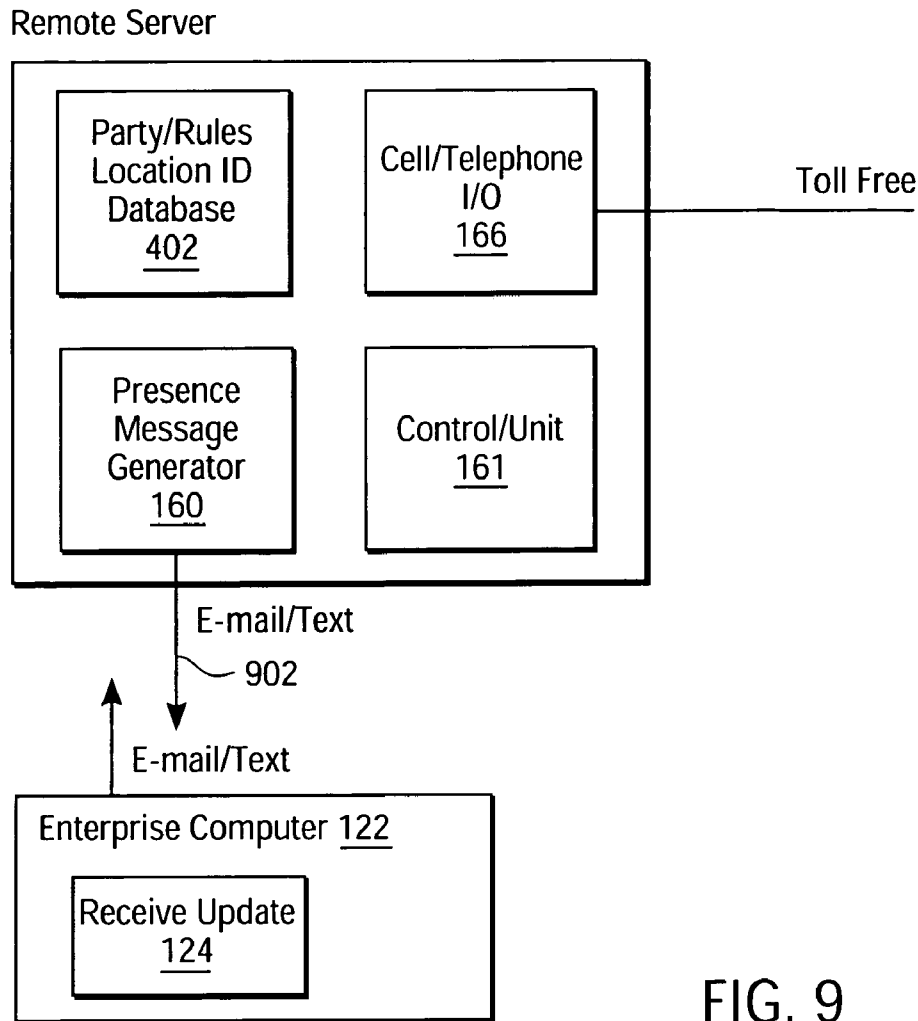 Remote Server
Party/Rules
Location ID
Database
402
Cell/Telephone
I/O
166
Toll Free
Presence
Message
Generator
160
Control/Unit
161
E-mail/Text
902
E-mail/Text
Enterprise Computer 122
Receive Update
124
FIG. 9